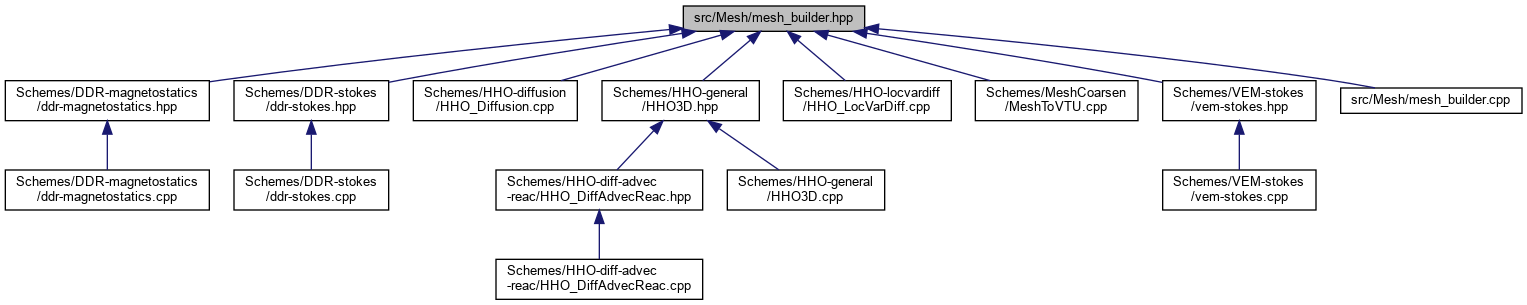 src/Mesh/mesh_builder.hpp
Schemes/DDR-magnetostatics
/ddr-magnetostatics.hpp
Schemes/DDR-stokes
/ddr-stokes.hpp
Schemes/HHO-diffusion
/HHO_Diffusion.cpp
Schemes/HHO-general
/HHO3D.hpp
Schemes/HHO-locvardiff
/HHO_LocVarDiff.cpp
Schemes/MeshCoarsen
/MeshToVTU.cpp
Schemes/VEM-stokes
/vem-stokes.hpp
src/Mesh/mesh_builder.cpp
Schemes/DDR-magnetostatics
/ddr-magnetostatics.cpp
Schemes/DDR-stokes
/ddr-stokes.cpp
Schemes/HHO-diff-advec
-reac/HHO_DiffAdvecReac.hpp
Schemes/HHO-general
/HHO3D.cpp
Schemes/VEM-stokes
/vem-stokes.cpp
Schemes/HHO-diff-advec
-reac/HHO_DiffAdvecReac.cpp